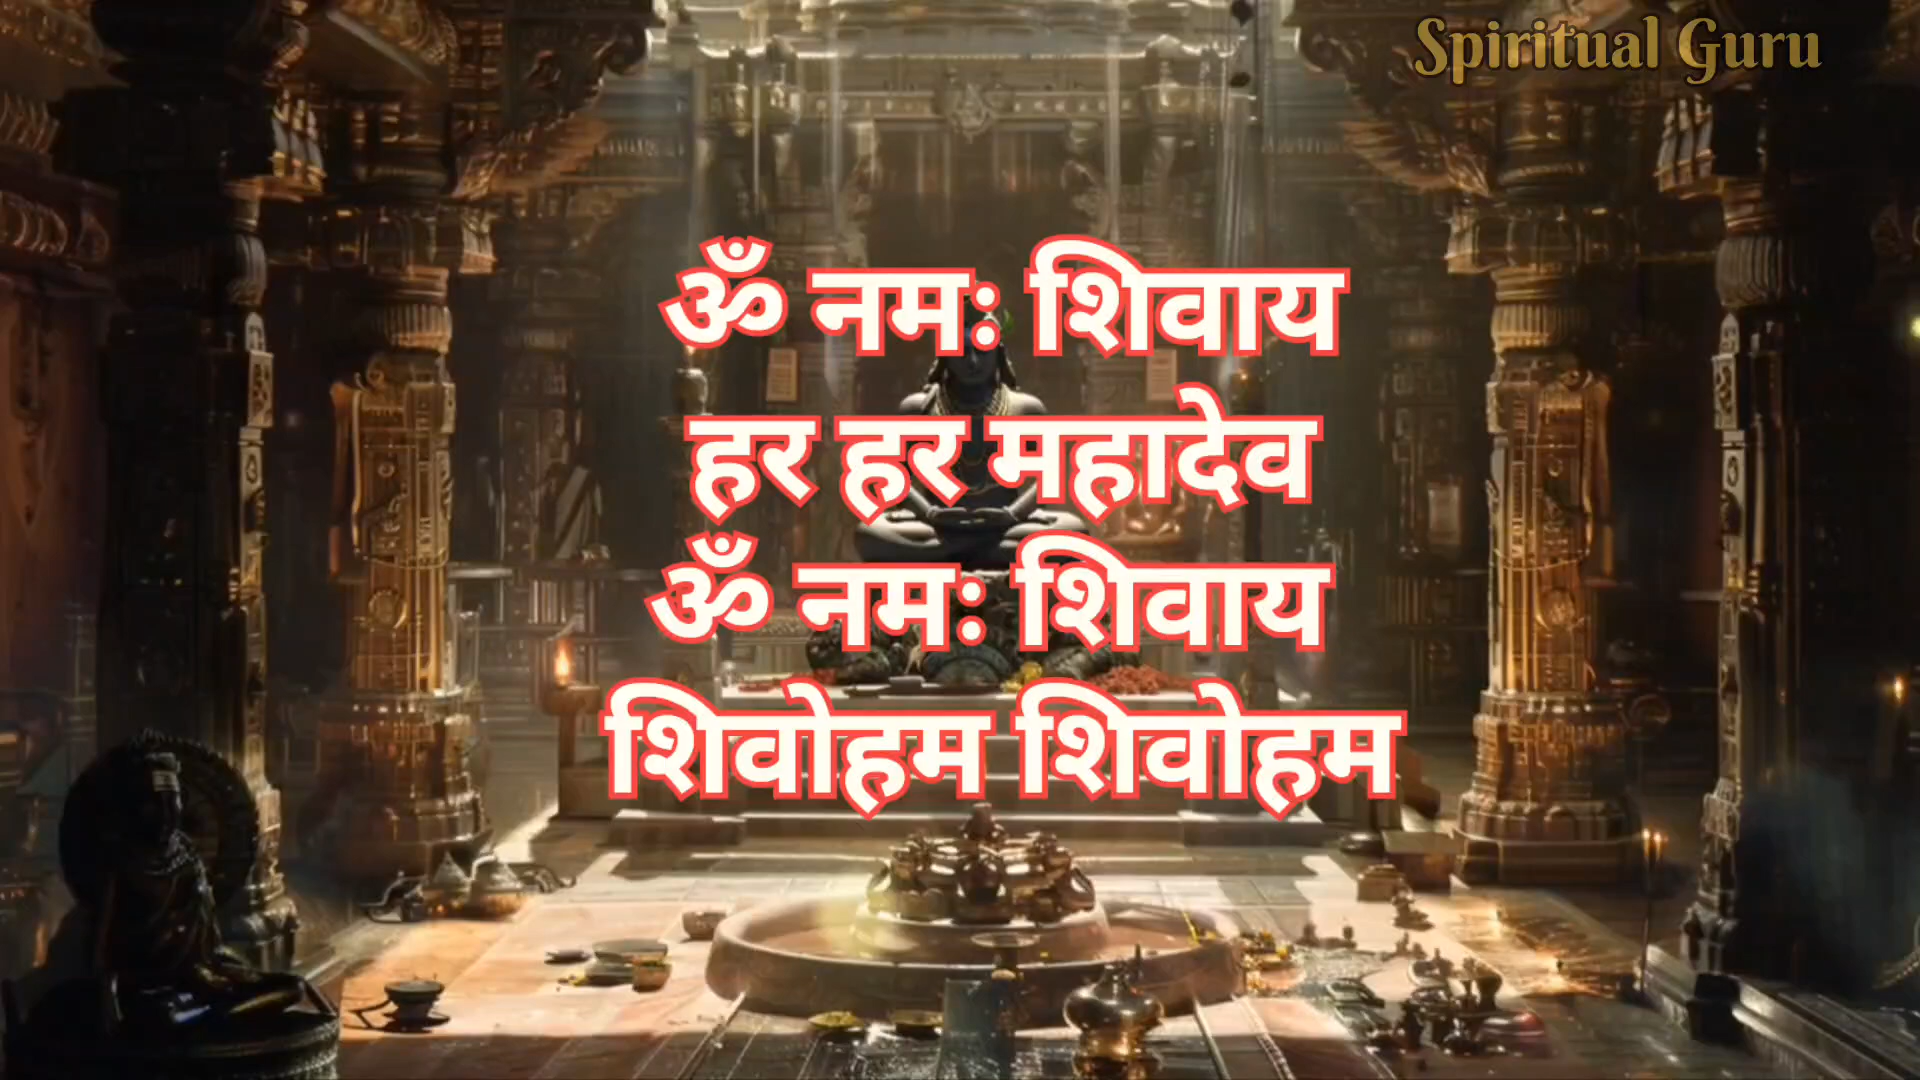 Spiritual Guru
ॐ नमः शिवाय
हर हर महादेव
ॐ नमः शिवाय
शिवोहम शिवोहम